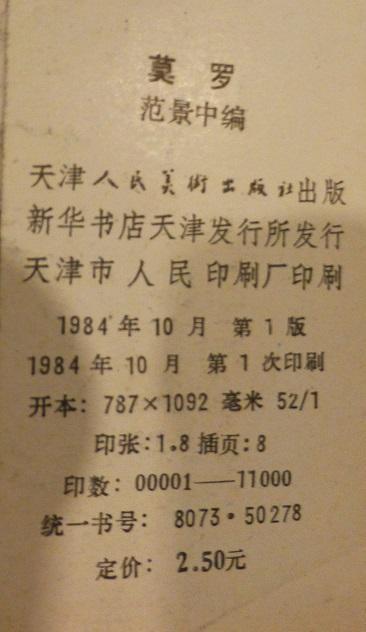 莫 罗
范景中编
天津人民美術出版社出版
新华书店天津发行所发行
天津市人民印刷厂印刷
1984年10月 第1版
1984年10月 第1次印刷
开本：787×1092 毫米 52/1
印张：1.8 插页：8
印数：00001——11000
统一书号：8073·50278
定价：2.50元